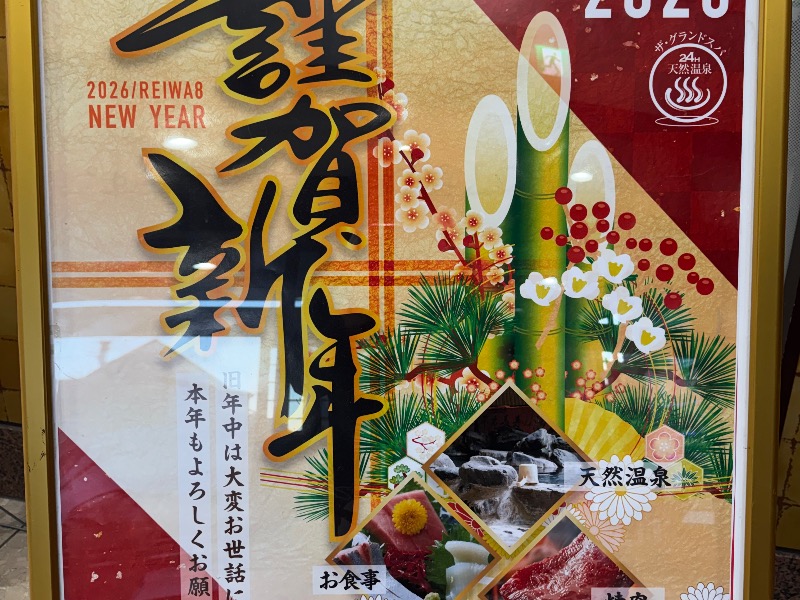 謹賀新年
2026
2026/REIWA8
NEW YEAR
ザ・グランドスパ
24H
天然温泉
旧年中は大変お世話に
本年もよろしくお願
天然温泉
お食事
焼肉